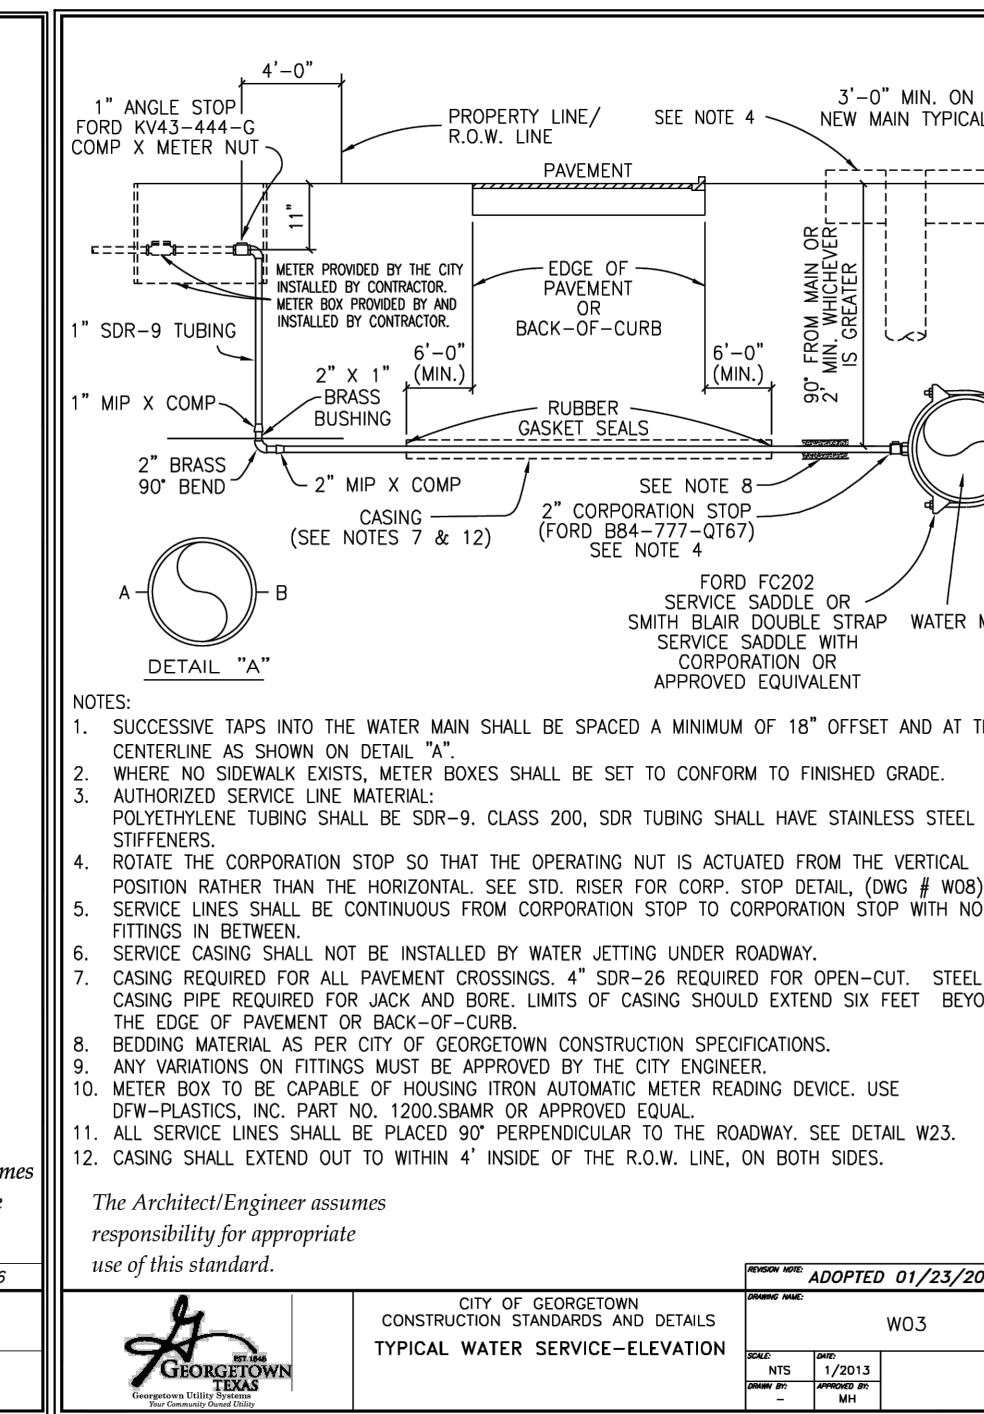 4'-0"
1" ANGLE STOP
FORD KV43-444-G
COMP X METER NUT
PROPERTY LINE/
R.O.W. LINE
SEE NOTE 4
3'-0" MIN. ON
NEW MAIN TYPICAL
PAVEMENT
11"
METER PROVIDED BY THE CITY
INSTALLED BY CONTRACTOR.
METER BOX PROVIDED BY AND
INSTALLED BY CONTRACTOR.
EDGE OF
PAVEMENT
OR
BACK-OF-CURB
90° FROM MAIN OR
2' MIN. WHICHEVER
IS GREATER
1" SDR-9 TUBING
6'-0"
(MIN.)
6'-0"
(MIN.)
2" X 1"
BRASS
BUSHING
1" MIP X COMP
RUBBER
GASKET SEALS
2" BRASS
90° BEND
2" MIP X COMP
SEE NOTE 8
CASING
(SEE NOTES 7 & 12)
2" CORPORATION STOP
(FORD B84-777-QT67)
SEE NOTE 4
A
B
DETAIL "A"
FORD FC202
SERVICE SADDLE OR
SMITH BLAIR DOUBLE STRAP
SERVICE SADDLE WITH
CORPORATION OR
APPROVED EQUIVALENT
WATER M
NOTES:
1. SUCCESSIVE TAPS INTO THE WATER MAIN SHALL BE SPACED A MINIMUM OF 18" OFFSET AND AT
CENTERLINE AS SHOWN ON DETAIL "A".
2. WHERE NO SIDEWALK EXISTS, METER BOXES SHALL BE SET TO CONFORM TO FINISHED GRADE.
3. AUTHORIZED SERVICE LINE MATERIAL:
POLYETHYLENE TUBING SHALL BE SDR-9. CLASS 200, SDR TUBING SHALL HAVE STAINLESS STEEL
STIFFENERS.
4. ROTATE THE CORPORATION STOP SO THAT THE OPERATING NUT IS ACTUATED FROM THE VERTICAL
POSITION RATHER THAN THE HORIZONTAL. SEE STD. RISER FOR CORP. STOP DETAIL, (DWG # W08)
5. SERVICE LINES SHALL BE CONTINUOUS FROM CORPORATION STOP TO CORPORATION STOP WITH NO
FITTINGS IN BETWEEN.
6. SERVICE CASING SHALL NOT BE INSTALLED BY WATER JETTING UNDER ROADWAY.
7. CASING REQUIRED FOR ALL PAVEMENT CROSSINGS. 4" SDR-26 REQUIRED FOR OPEN-CUT. STEEL
CASING PIPE REQUIRED FOR JACK AND BORE. LIMITS OF CASING SHOULD EXTEND SIX FEET BEYO
THE EDGE OF PAVEMENT OR BACK-OF-CURB.
8. BEDDING MATERIAL AS PER CITY OF GEORGETOWN CONSTRUCTION SPECIFICATIONS.
9. ANY VARIATIONS ON FITTINGS MUST BE APPROVED BY THE CITY ENGINEER.
10. METER BOX TO BE CAPABLE OF HOUSING ITRON AUTOMATIC METER READING DEVICE. USE
DFW-PLASTICS, INC. PART NO. 1200.SBAMR OR APPROVED EQUAL.
11. ALL SERVICE LINES SHALL BE PLACED 90° PERPENDICULAR TO THE ROADWAY. SEE DETAIL W23.
12. CASING SHALL EXTEND OUT TO WITHIN 4' INSIDE OF THE R.O.W. LINE, ON BOTH SIDES.
mes
e
6
The Architect/Engineer assumes
responsibility for appropriate
use of this standard.
REVISION NOTE: ADOPTED 01/23/20
G
EST. 1848
GEORGETOWN
TEXAS
Georgetown Utility Systems
Your Community Owned Utility
CITY OF GEORGETOWN
CONSTRUCTION STANDARDS AND DETAILS
TYPICAL WATER SERVICE-ELEVATION
DRAWING NAME:
W03
SCALE:
NTS
DATE:
1/2013
DRAWN BY:
-
APPROVED BY:
MH